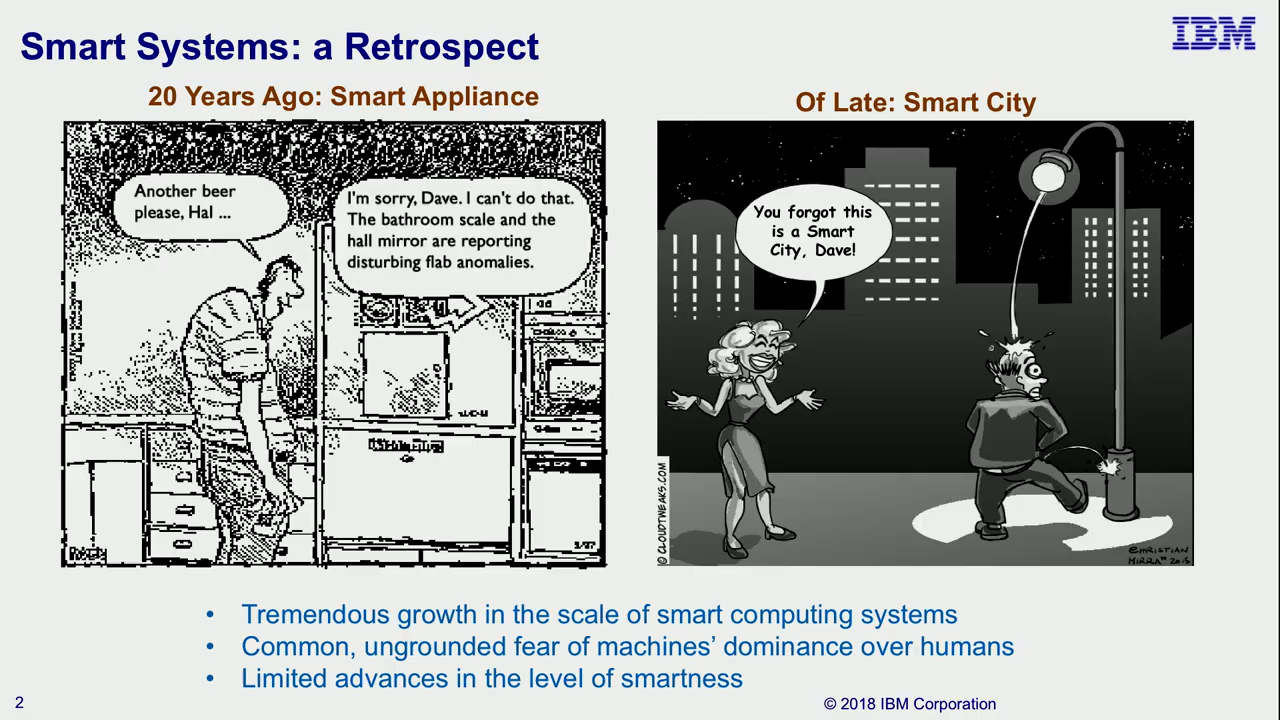 Smart Systems: a Retrospect
IBM
20 Years Ago: Smart Appliance
Of Late: Smart City
Another beer
please, Hal ...
I'm sorry, Dave. I can't do that.
The bathroom scale and the
hall mirror are reporting
disturbing flab anomalies.
You forgot this
is a Smart
City, Dave!
© CLOUDTWEAKS.COM
CHRISTIAN
MIRRA 2015
• Tremendous growth in the scale of smart computing systems
• Common, ungrounded fear of machines’ dominance over humans
• Limited advances in the level of smartness
2
© 2018 IBM Corporation